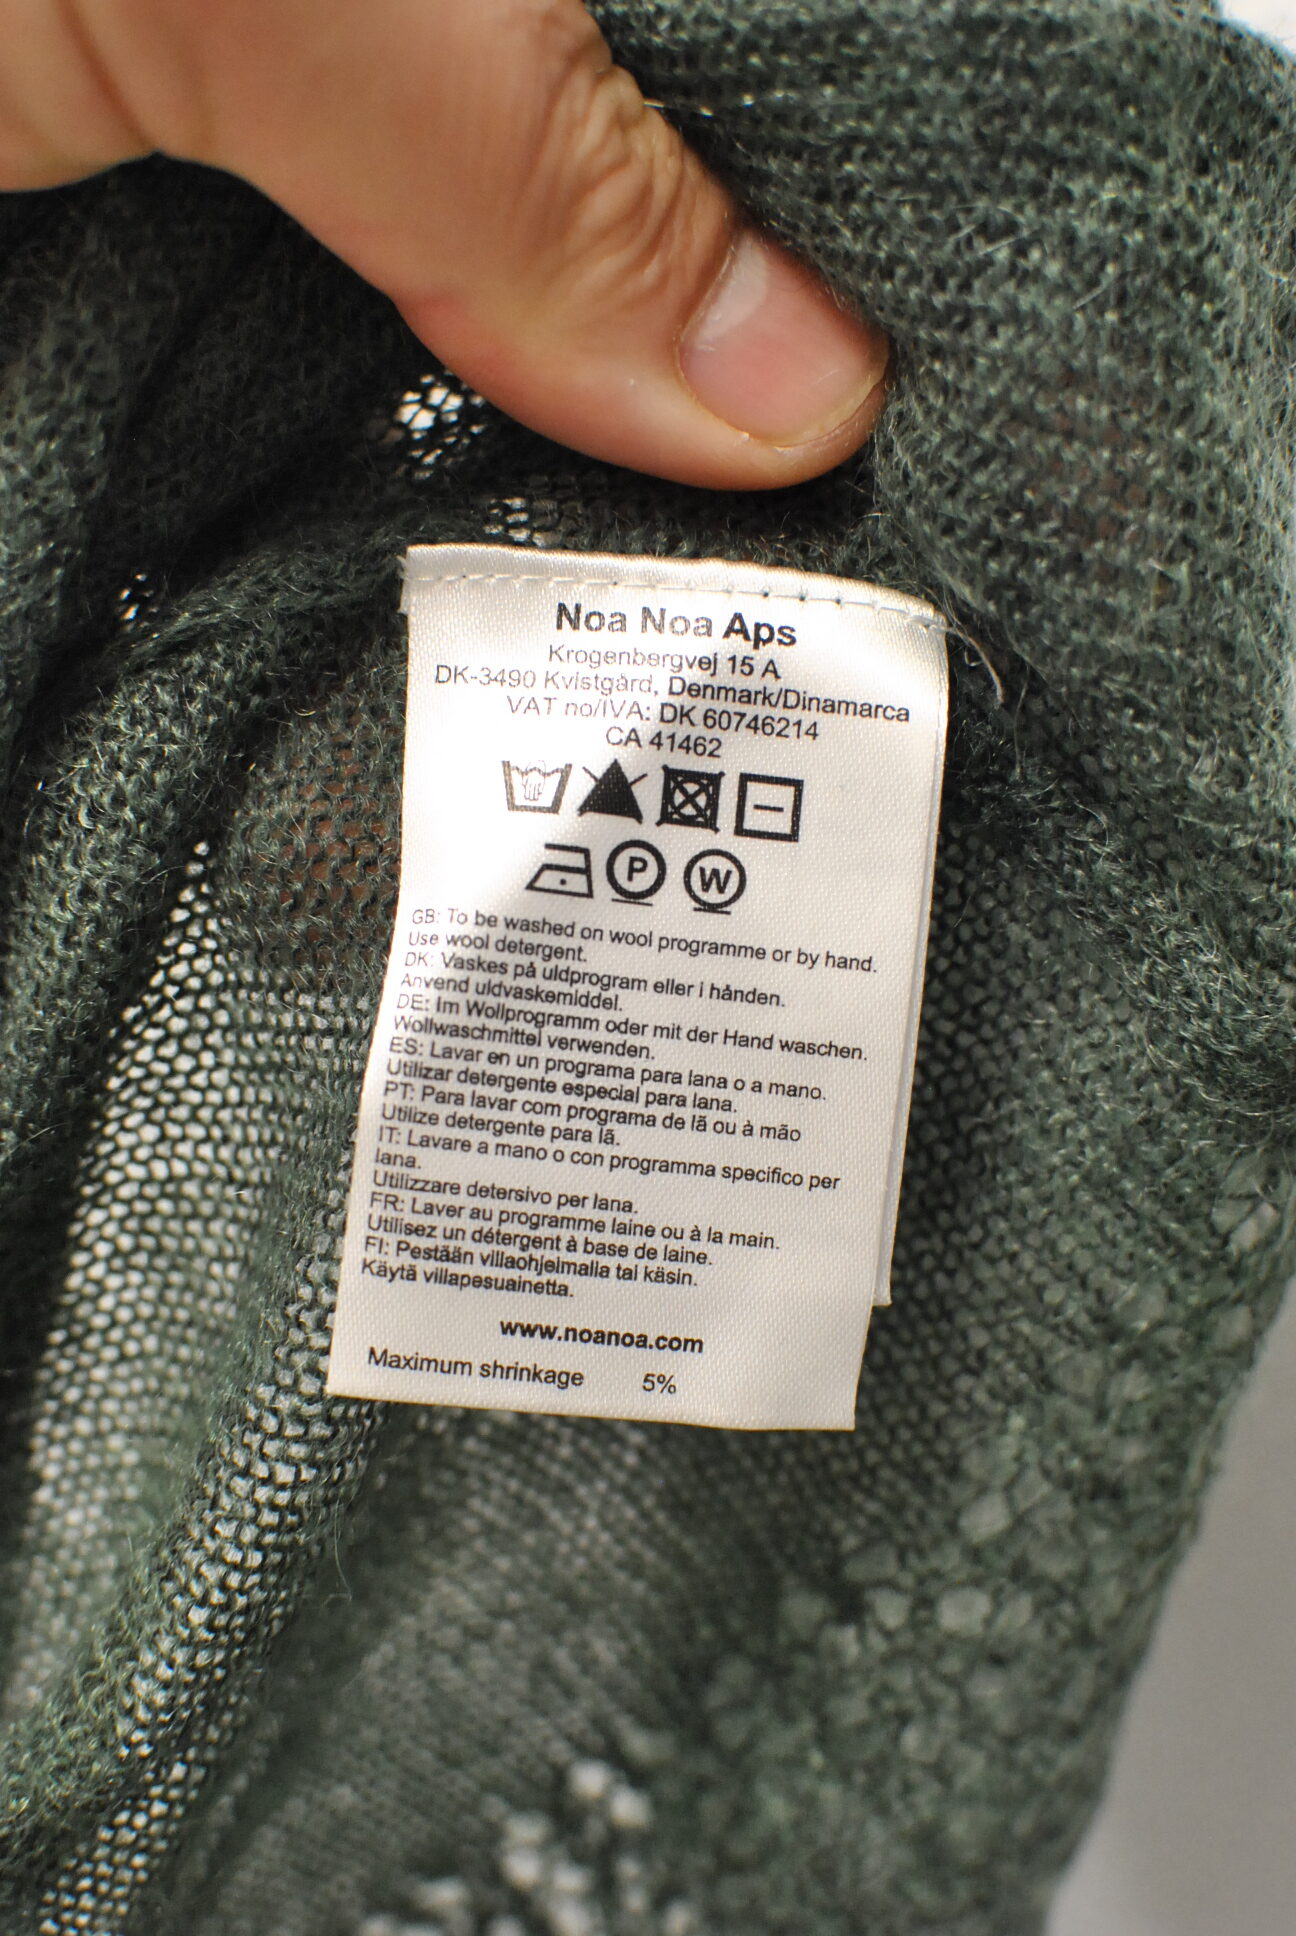 Noa Noa Aps
Krogenbergvej 15 A
DK-3490 Kvistgård, Denmark/Dinamarca
VAT no/IVA: DK 60746214
CA 41462
P W
GB: To be washed on wool programme or by hand.
Use wool detergent.
DK: Vaskes på uldprogram eller i hånden.
Anvend uldvaskemiddel.
DE: Im Wollprogramm oder mit der Hand waschen.
Wollwaschmittel verwenden.
ES: Lavar en un programa para lana o a mano.
Utilizar detergente especial para lana.
PT: Para lavar com programa de lã ou à mão
Utilize detergente para lã.
IT: Lavare a mano o con programma specifico per
lana.
Utilizzare detersivo per lana.
FR: Laver au programme laine ou à la main.
Utilisez un détergent à base de laine.
FI: Pestään villaohjelmalla tai käsin.
Käytä villapesuainetta.
www.noanoa.com
Maximum shrinkage 5%